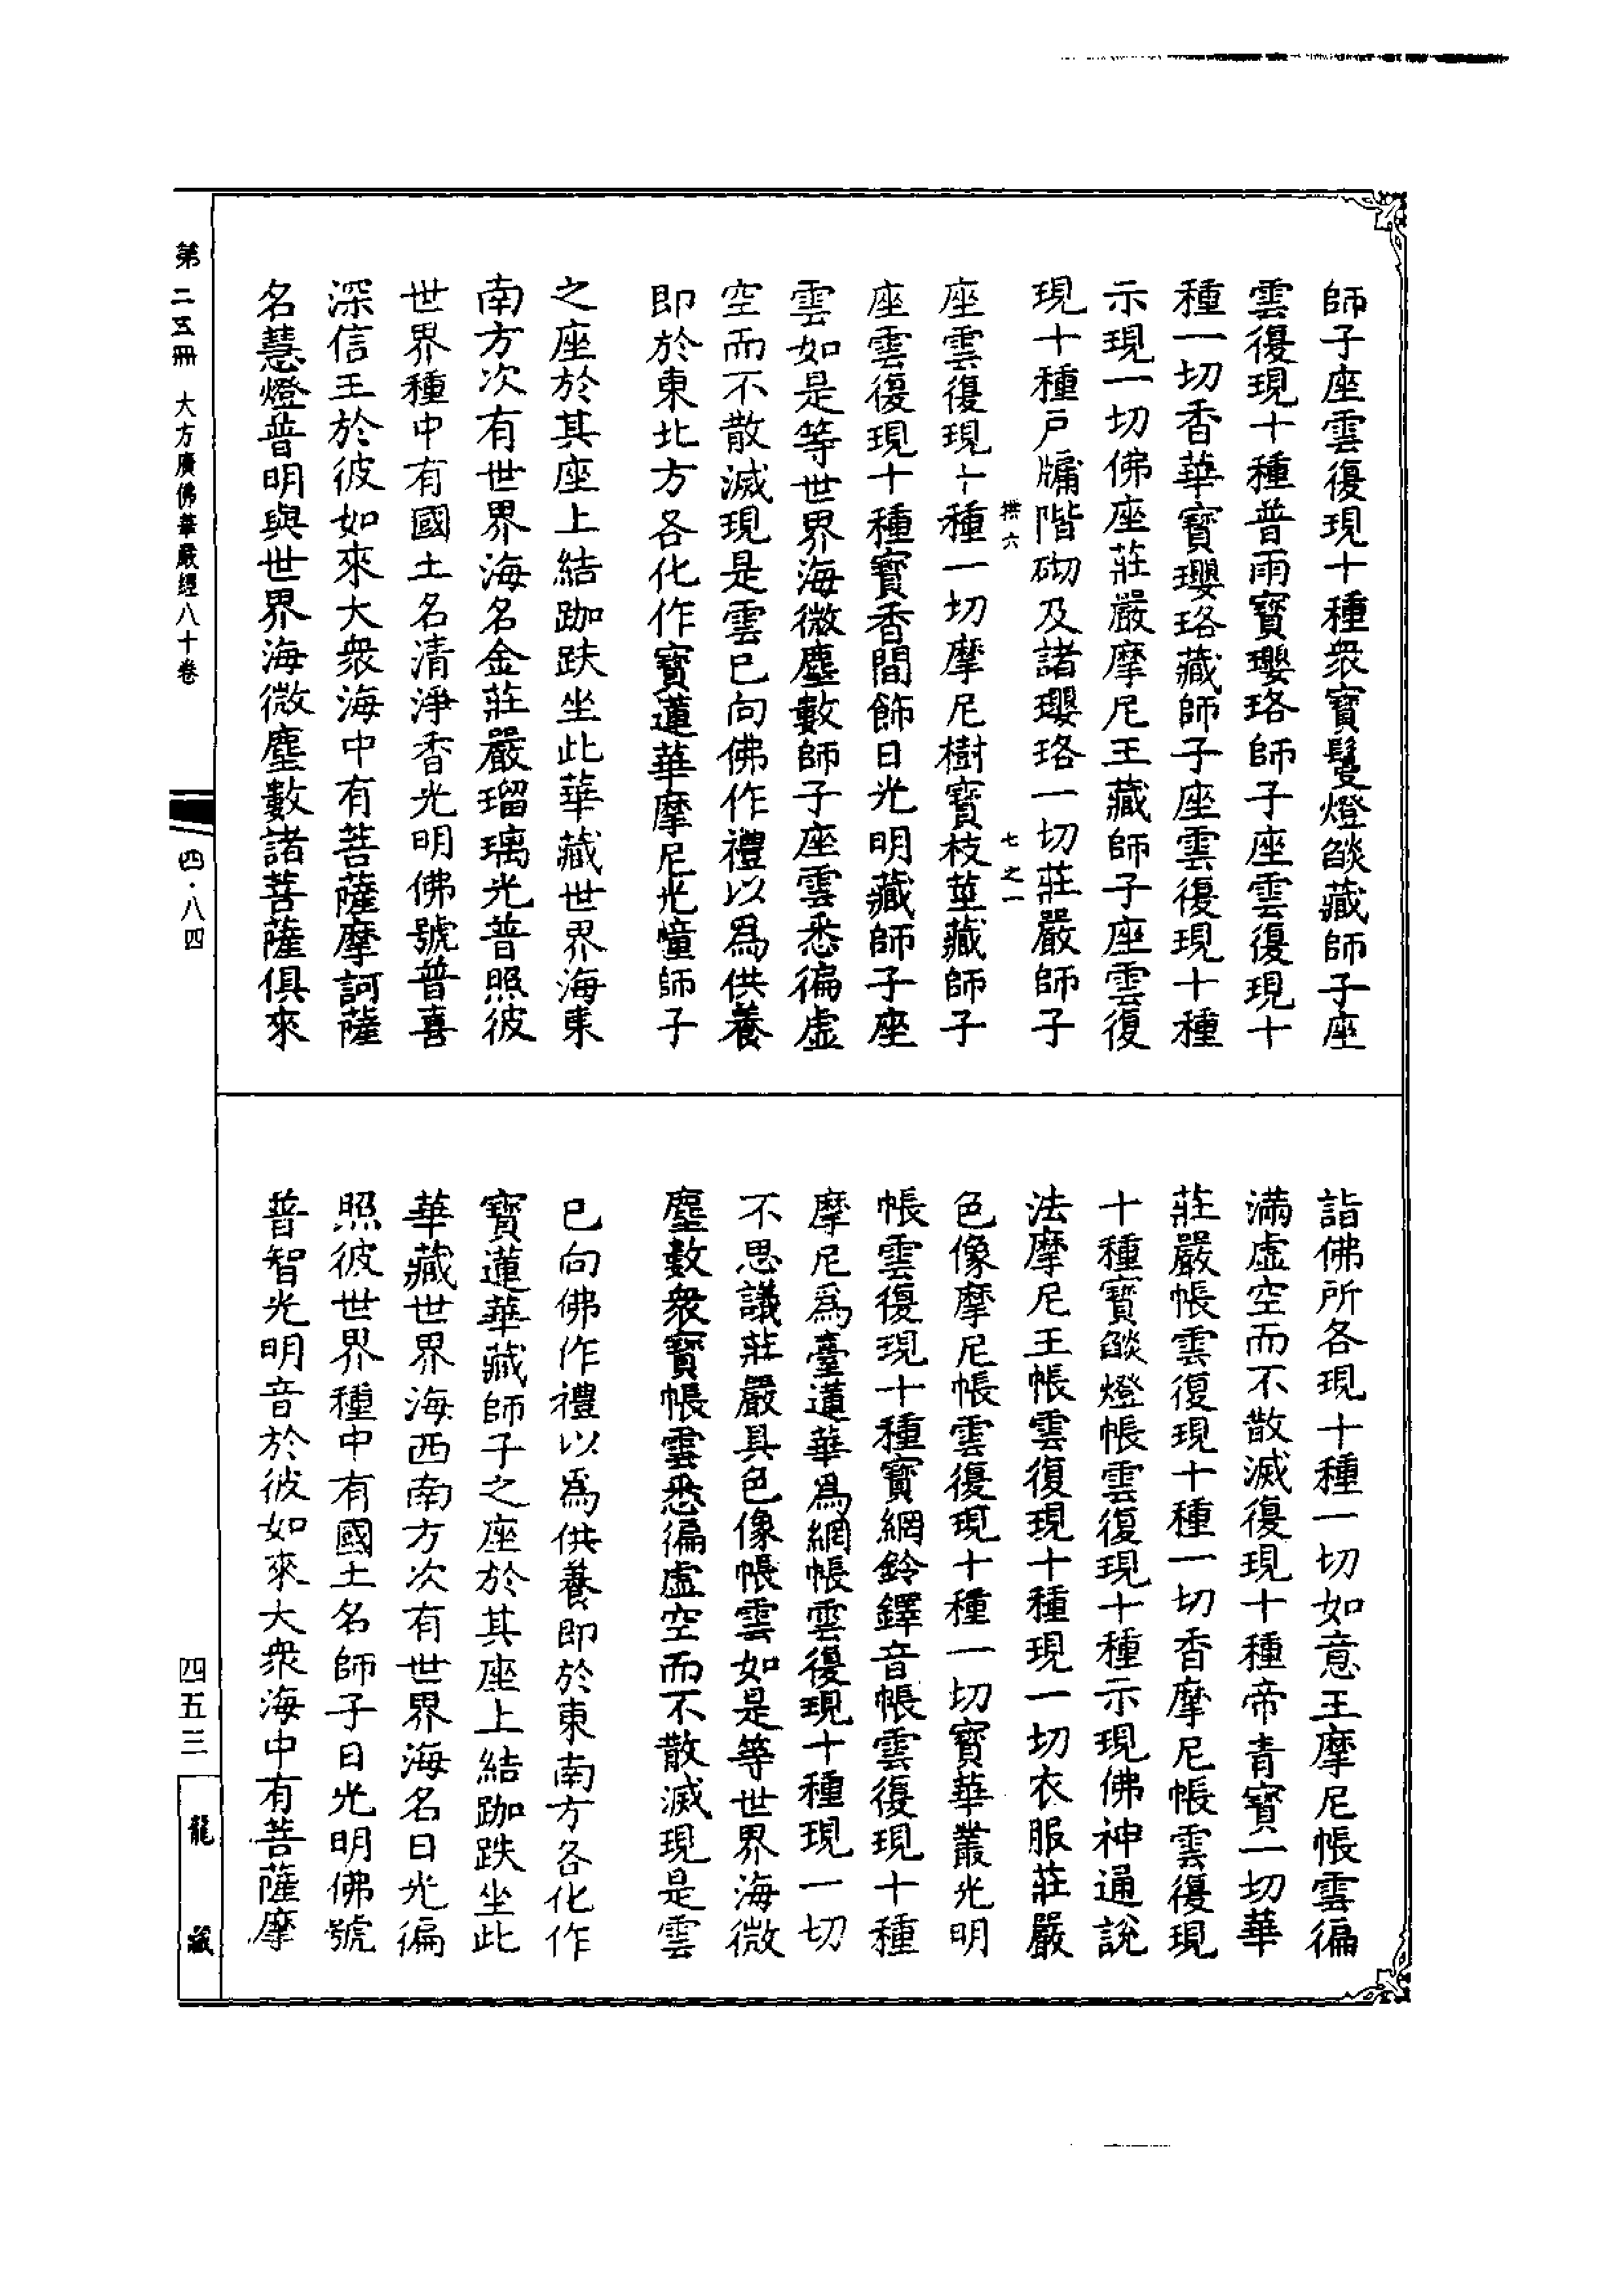 師子座雲復現十種衆寶鬘燈燄藏師子座
雲復現十種普雨寶瓔珞師子座雲復現十
種一切香華寶瓔珞藏師子座雲復現十種
示現一切佛座莊嚴摩尼王藏師子座雲復
現十種戶牖階砌及諸瓔珞一切莊嚴師子
拱六 七之一
座雲復現十種一切摩尼樹寶枝莖藏師子
座雲復現十種寶香間飾日光明藏師子座
雲如是等世界海微塵數師子座雲悉徧虛
空而不散滅現是雲已向佛作禮以爲供養
即於東北方各化作寶蓮華摩尼光幢師子
之座於其座上結跏趺坐此華藏世界海東
南方次有世界海名金莊嚴瑠璃光普照彼
世界種中有國土名清淨香光明佛號普喜
深信王於彼如來大衆海中有菩薩摩訶薩
名慧燈普明與世界海微塵數諸菩薩俱來
詣佛所各現十種一切如意王摩尼帳雲徧
滿虛空而不散滅復現十種帝青寶一切華
莊嚴帳雲復現十種一切香摩尼帳雲復現
十種寶燄燈帳雲復現十種示現佛神通說
法摩尼王帳雲復現十種現一切衣服莊嚴
色像摩尼帳雲復現十種一切寶華叢光明
帳雲復現十種寶網鈴鐸音帳雲復現十種
摩尼爲臺蓮華爲網帳雲復現十種現一切
不思議莊嚴具色像帳雲如是等世界海微
塵數衆寶帳雲悉徧虛空而不散滅現是雲
已向佛作禮以爲供養即於東南方各化作
寶蓮華藏師子之座於其座上結跏趺坐此
華藏世界海西南方次有世界海名日光徧
照彼世界種中有國土名師子日光明佛號
普智光明音於彼如來大衆海中有菩薩摩
第二五冊 大方廣佛華嚴經八十卷
四·八四
四五三
龍藏